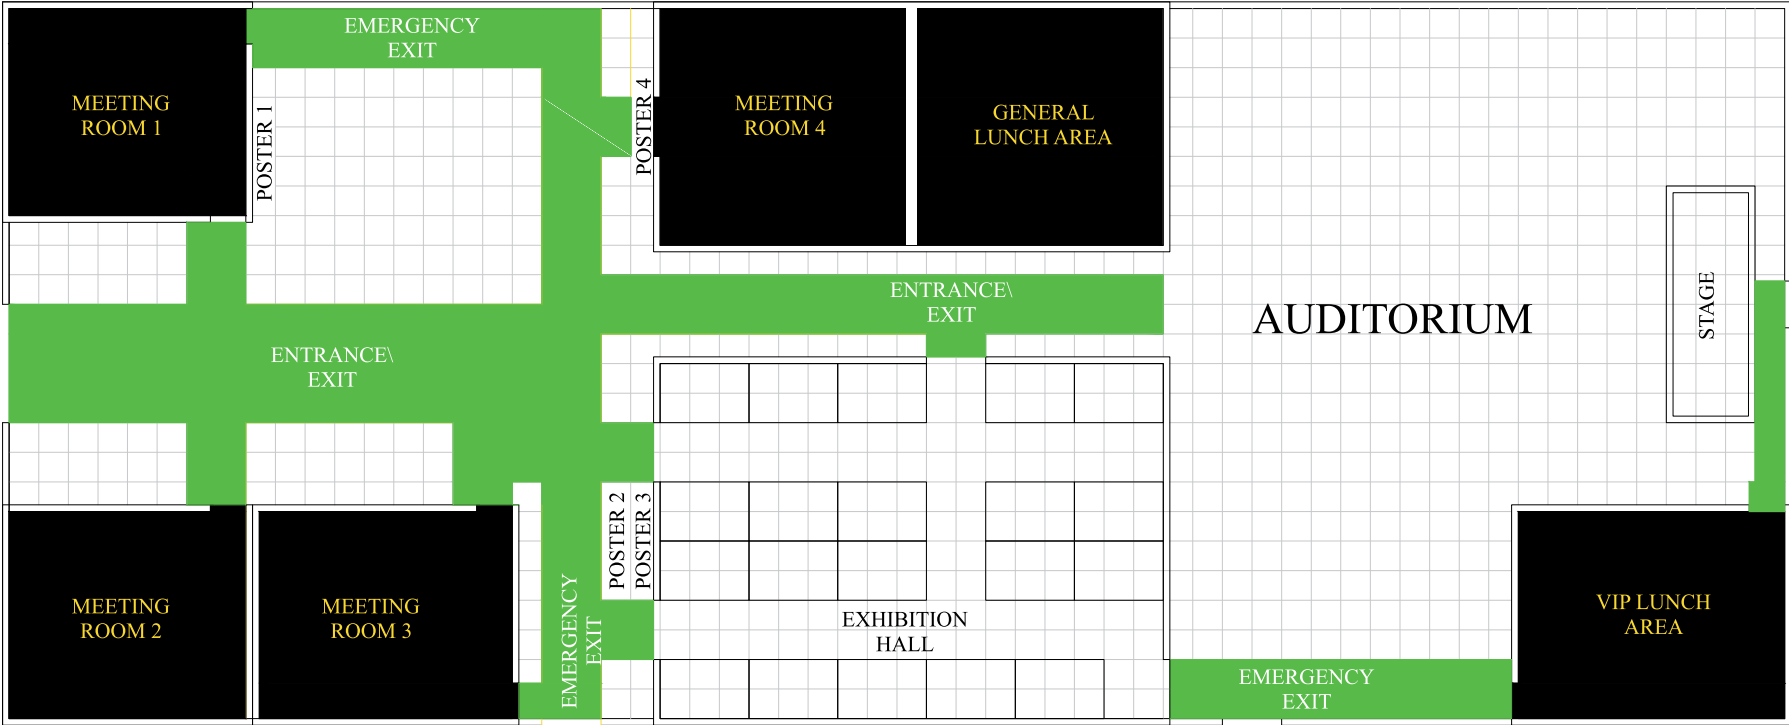 EMERGENCY
EXIT
MEETING
ROOM 1
POSTER 1
POSTER 4
MEETING
ROOM 4
GENERAL
LUNCH AREA
ENTRANCE\
EXIT
AUDITORIUM
STAGE
ENTRANCE\
EXIT
POSTER 2
POSTER 3
MEETING
ROOM 2
MEETING
ROOM 3
EMERGENCY
EXIT
EXHIBITION
HALL
VIP LUNCH
AREA
EMERGENCY
EXIT